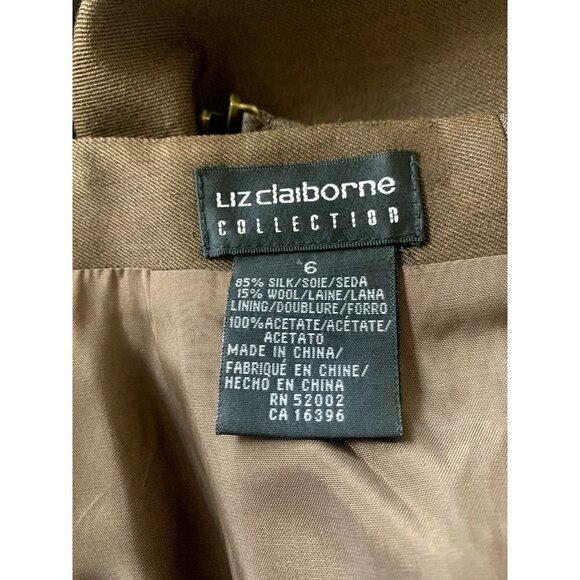 Liz claiborne
COLLECTION
6
85% SILK/SOIE/SEDA
15% WOOL/LAINE/LANA
LINING/DOUBLURE/FORRO
100% ACETATE/ACÉTATE/
ACETATO
MADE IN CHINA/
FABRIQUÉ EN CHINE/
HECHO EN CHINA
RN 52002
CA 16396